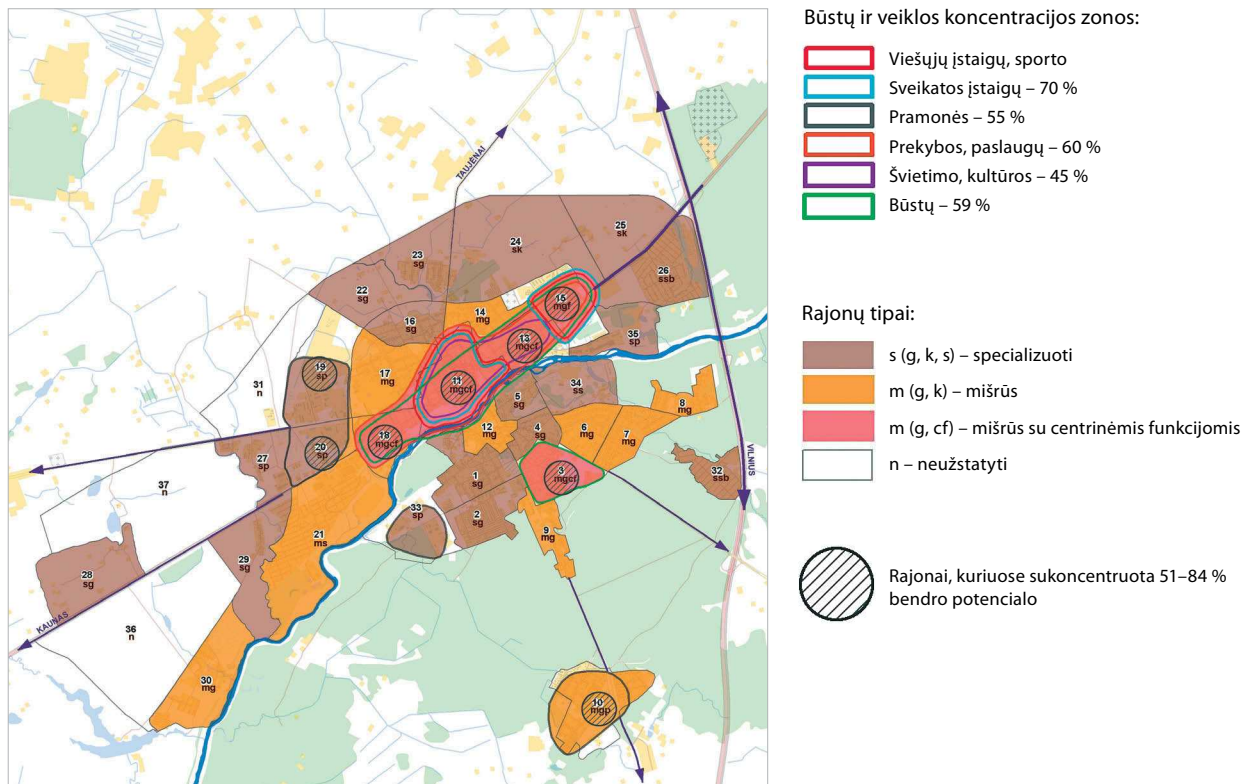 TAUJĖNAI
25
sk
24
sk
23
sg
26
ssb
22
sg
15
mgf
14
mg
16
sg
13
mgcf
35
sp
19
sp
17
mg
31
n
11
mgcf
34
ss
5
sg
8
mg
12
mg
4
sg
6
mg
7
mg
18
mgcf
20
sp
27
sp
VILNIUS
37
n
1
sg
3
mgcf
32
ssb
33
sp
2
sg
9
mg
21
ms
29
sg
28
sg
KAUNAS
36
n
30
mg
10
mgp
Būstų ir veiklos koncentracijos zonos:
Viešųjų įstaigų, sporto
Sveikatos įstaigų – 70 %
Pramonės – 55 %
Prekybos, paslaugų – 60 %
Švietimo, kultūros – 45 %
Būstų – 59 %
Rajonų tipai:
s (g, k, s) – specializuoti
m (g, k) – mišrūs
m (g, cf) – mišrūs su centrinėmis funkcijomis
n – neužstatyti
Rajonai, kuriuose sukoncentruota 51–84 %
bendro potencialo